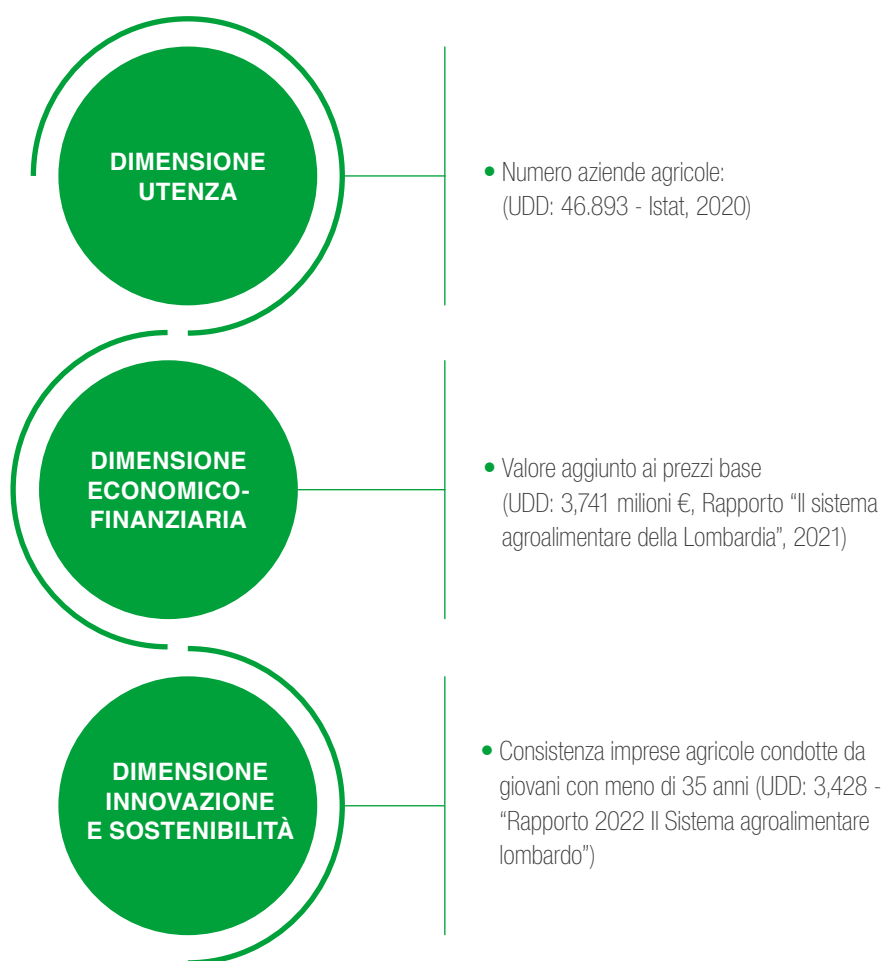 DIMENSIONE
UTENZA
• Numero aziende agricole:
(UDD: 46.893 - Istat, 2020)
DIMENSIONE
ECONOMICO-
FINANZIARIA
• Valore aggiunto ai prezzi base
(UDD: 3,741 milioni €, Rapporto “Il sistema
agroalimentare della Lombardia”, 2021)
DIMENSIONE
INNOVAZIONE
E SOSTENIBILITÀ
• Consistenza imprese agricole condotte da
giovani con meno di 35 anni (UDD: 3,428 -
“Rapporto 2022 Il Sistema agroalimentare
lombardo”)